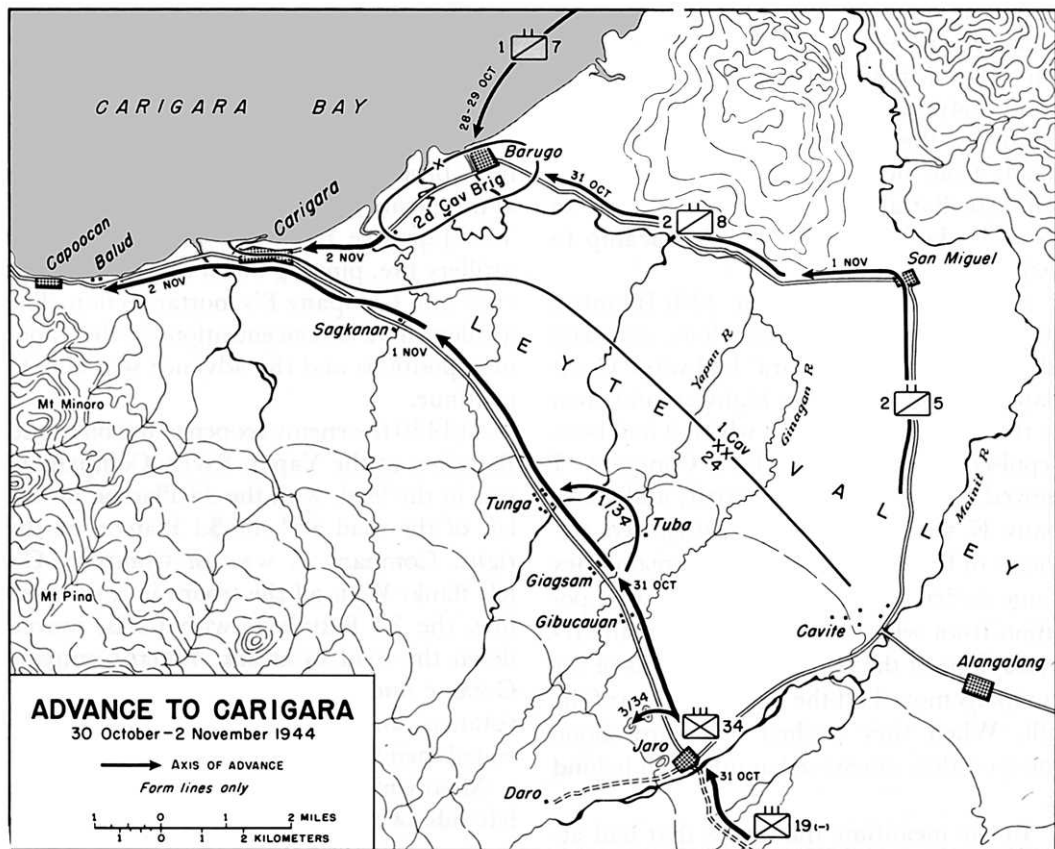 1 7
28-29 OCT
CARIGARA BAY
Barugo
2d Cav Brig
X
31 OCT
2 8
Carigara
2 NOV
1 NOV
San Miguel
Capoocan
Balud
2 NOV
Sagkanan
1 NOV
LEYTE VALLEY
Yapan R
Ginagan R
Mainit R
2 5
1 Cav
XX
24
Mt Minoro
Mt Pina
Tunga
1/34
Tuba
Giagsam
31 OCT
Gibucauan
Cavite
Alangalang
3/34
34
Jaro
Daro
31 OCT
19(-)
ADVANCE TO CARIGARA
30 October-2 November 1944
AXIS OF ADVANCE
Form lines only
1 0 1 2 MILES
1 0 1 2 KILOMETERS